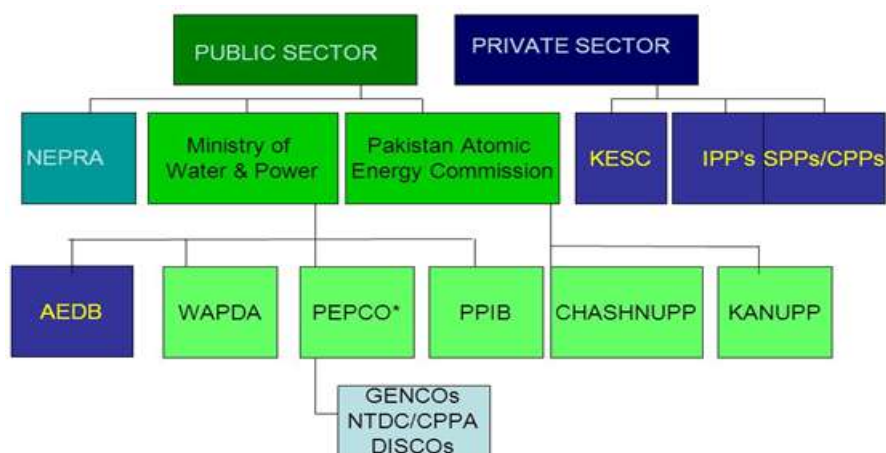 PUBLIC SECTOR
PRIVATE SECTOR
NEPRA
Ministry of
Water & Power
Pakistan Atomic
Energy Commission
KESC
IPP's
SPPs/CPPs
AEDB
WAPDA
PEPCO*
PPIB
CHASHNUPP
KANUPP
GENCOs
NTDC/CPPA
DISCOs